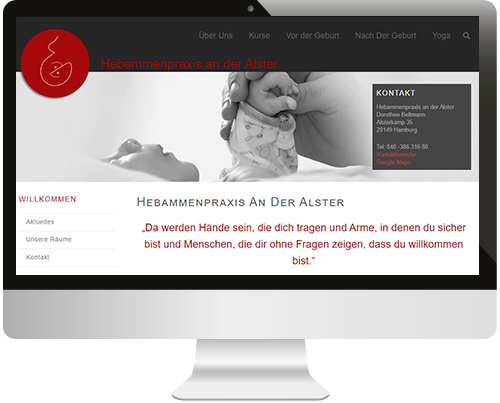 Über Uns Kurse Vor der Geburt Nach Der Geburt Yoga
Hebammenpraxis an der Alster
KONTAKT
Hebammenpraxis an der Alster
Dorothee Beltmann
Alsterkamp 35
20149 Hamburg
Tel: 040 -386 316 80
Kontaktformular
Google Maps
WILLKOMMEN
Aktuelles
Unsere Räume
Kontakt
HEBAMMENPRAXIS AN DER ALSTER
„Da werden Hände sein, die dich tragen und Arme, in denen du sicher
bist und Menschen, die dir ohne Fragen zeigen, dass du willkommen
bist.“